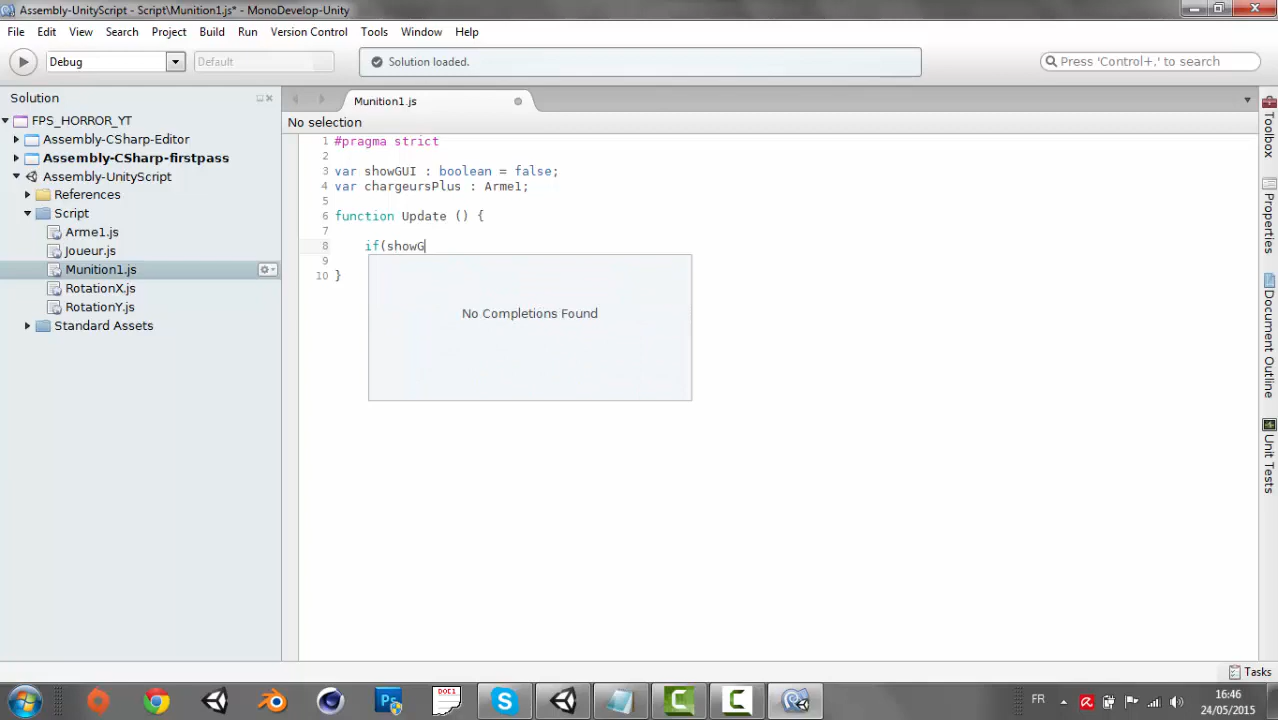 Assembly-UnityScript - Script\Munition1.js* - MonoDevelop-Unity
File Edit View Search Project Build Run Version Control Tools Window Help
Debug Default Solution loaded. Press 'Control+.' to search
Solution
FPS_HORROR_YT
Assembly-CSharp-Editor
Assembly-CSharp-firstpass
Assembly-UnityScript
References
Script
Arme1.js
Joueur.js
Munition1.js
RotationX.js
RotationY.js
Standard Assets
Munition1.js
No selection
1 #pragma strict
2
3 var showGUI : boolean = false;
4 var chargeursPlus : Arme1;
5
6 function Update () {
7
8 if(showG
9
10 }
No Completions Found
Toolbox
Properties
Document Outline
Unit Tests
Tasks
Ps
DOC1
S
C
C
FR
16:46
24/05/2015